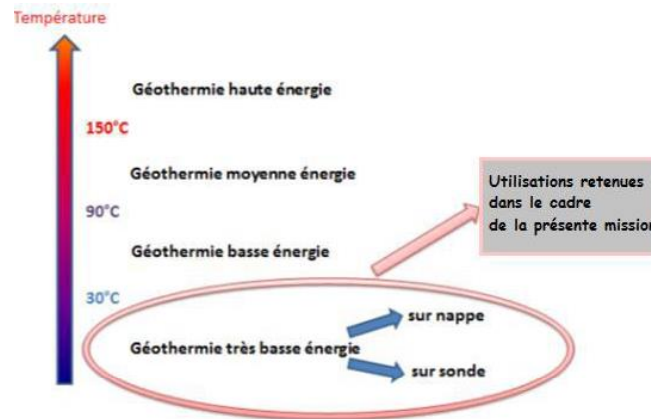 Température
Géothermie haute énergie
150°C
Géothermie moyenne énergie
Utilisations retenues
dans le cadre
de la présente mission
90°C
Géothermie basse énergie
30°C
sur nappe
Géothermie très basse énergie
sur sonde